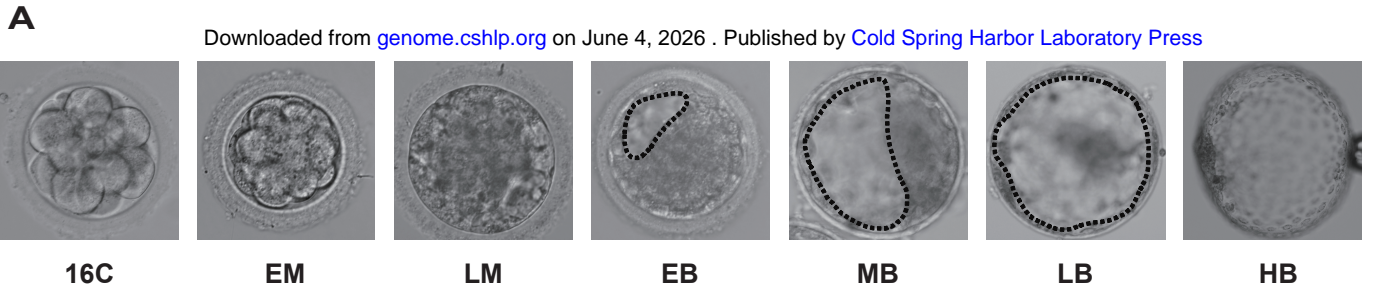 A
Downloaded from genome.cshlp.org on June 4, 2026 . Published by Cold Spring Harbor Laboratory Press
16C EM LM EB MB LB HB